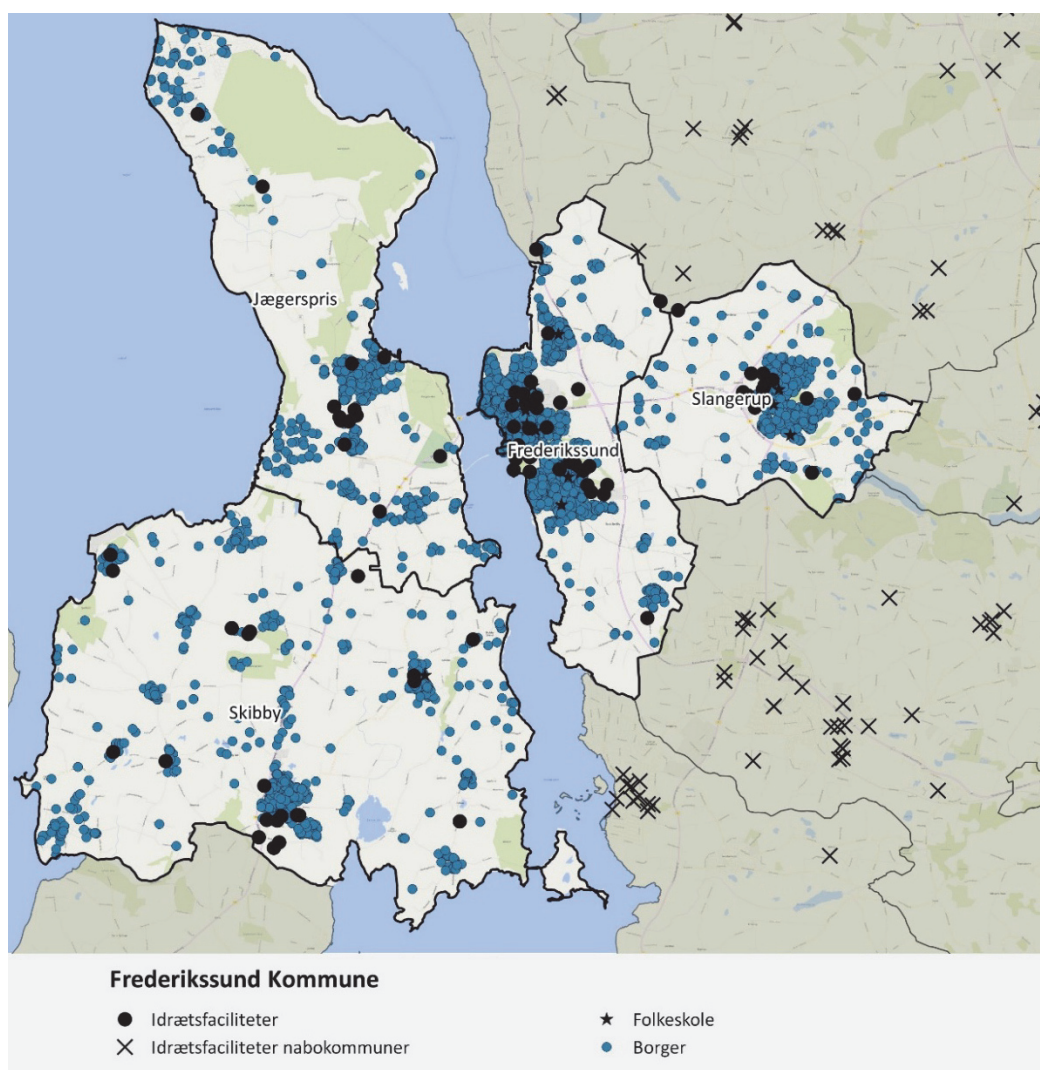 Jægerspris
Slangerup
Frederikssund
Skibby
Frederikssund Kommune
Idrætsfaciliteter
Folkeskole
Idrætsfaciliteter nabokommuner
Borger